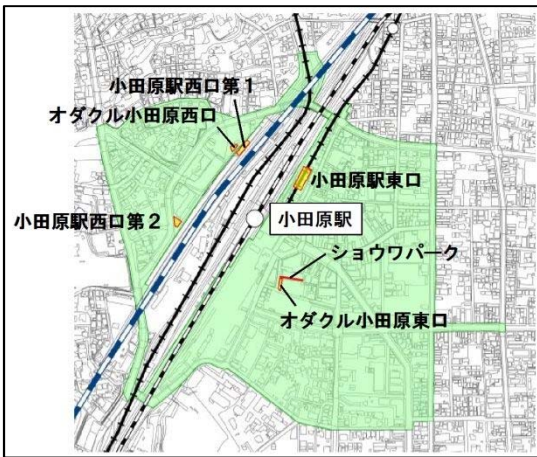 小田原駅西口第１
オダクル小田原西口
小田原駅東口
小田原駅西口第２
小田原駅
ショウワパーク
オダクル小田原東口